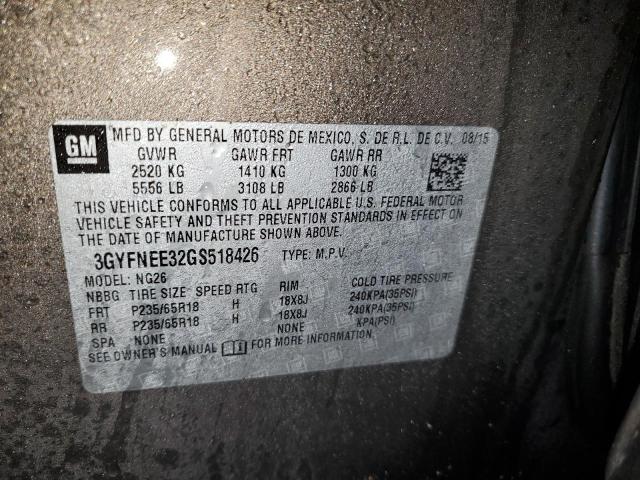 GM
MFD BY GENERAL MOTORS DE MEXICO, S. DE R.L. DE C.V. 08/15
GVWR GAWR FRT GAWR RR
2520 KG 1410 KG 1300 KG
5556 LB 3108 LB 2866 LB
THIS VEHICLE CONFORMS TO ALL APPLICABLE U.S. FEDERAL MOTOR
VEHICLE SAFETY AND THEFT PREVENTION STANDARDS IN EFFECT ON
THE DATE OF MANUFACTURE SHOWN ABOVE.
3GYFNEE32GS518426 TYPE: M.P.V.
MODEL: NG26
NBBG TIRE SIZE SPEED RTG RIM COLD TIRE PRESSURE
FRT P235/65R18 H 18X8J 240KPA(35PSI)
RR P235/65R18 H 18X8J 240KPA(35PSI)
SPA NONE NONE KPA(PSI)
SEE OWNER'S MANUAL FOR MORE INFORMATION.